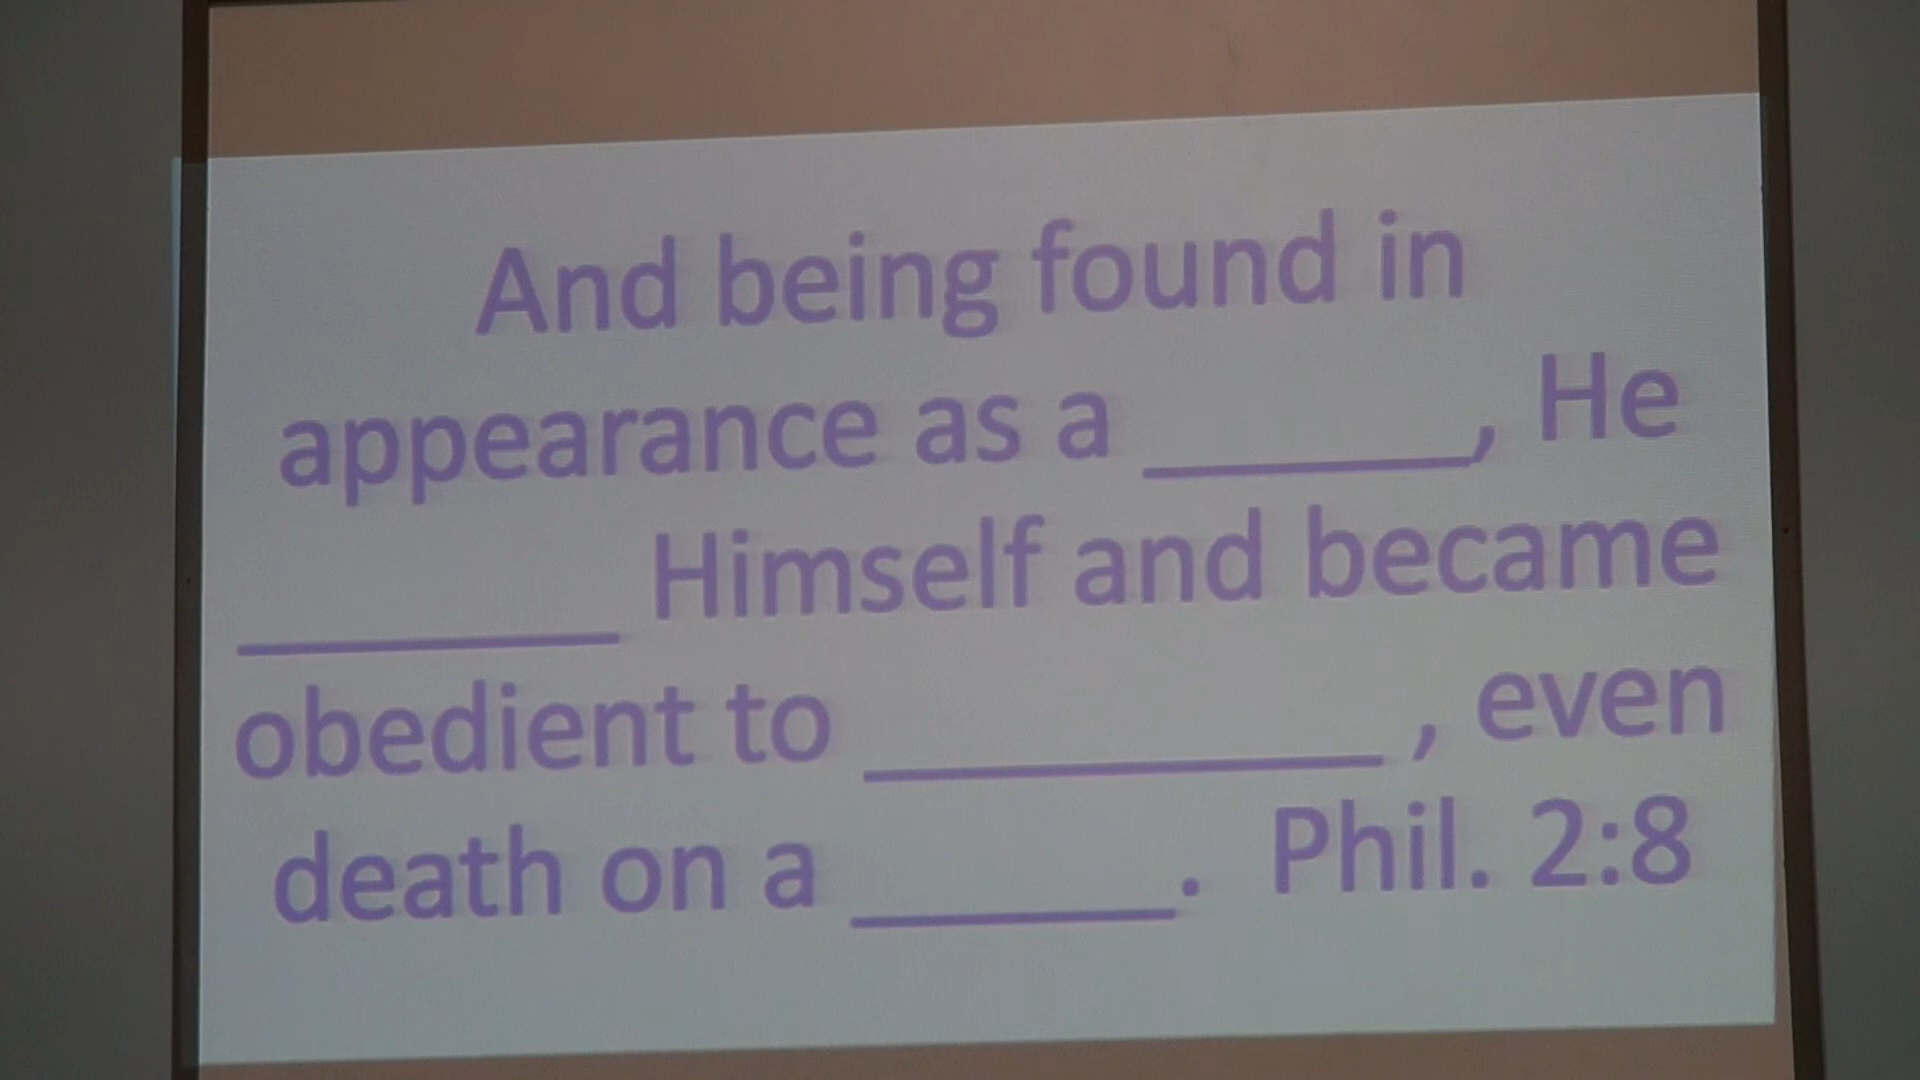 And being found in
appearance as a ______, He
_______ Himself and became
obedient to __________ , even
death on a ______. Phil. 2:8